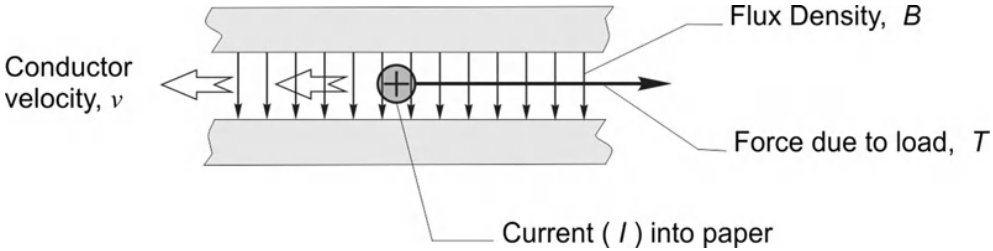 Flux Density, B
Conductor
velocity, v
+
Force due to load, T
Current ( I ) into paper